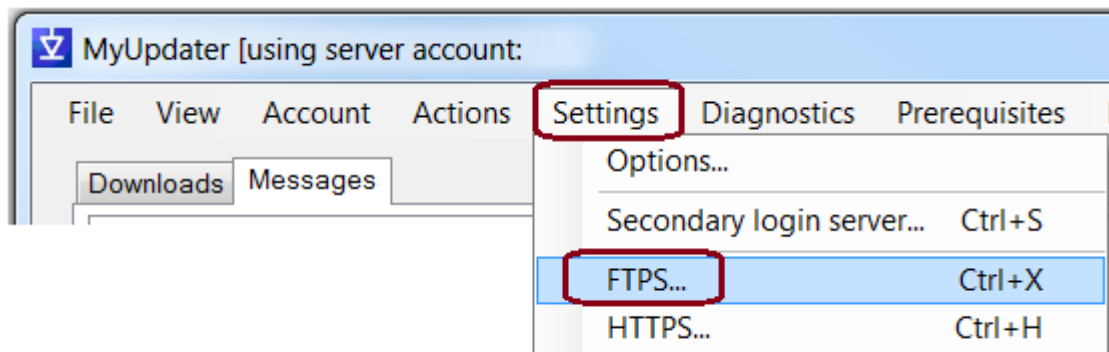 MyUpdater [using server account:
File View Account Actions Settings Diagnostics Prerequisites
Downloads Messages
Options...
Secondary login server... Ctrl+S
FTPS... Ctrl+X
HTTPS... Ctrl+H